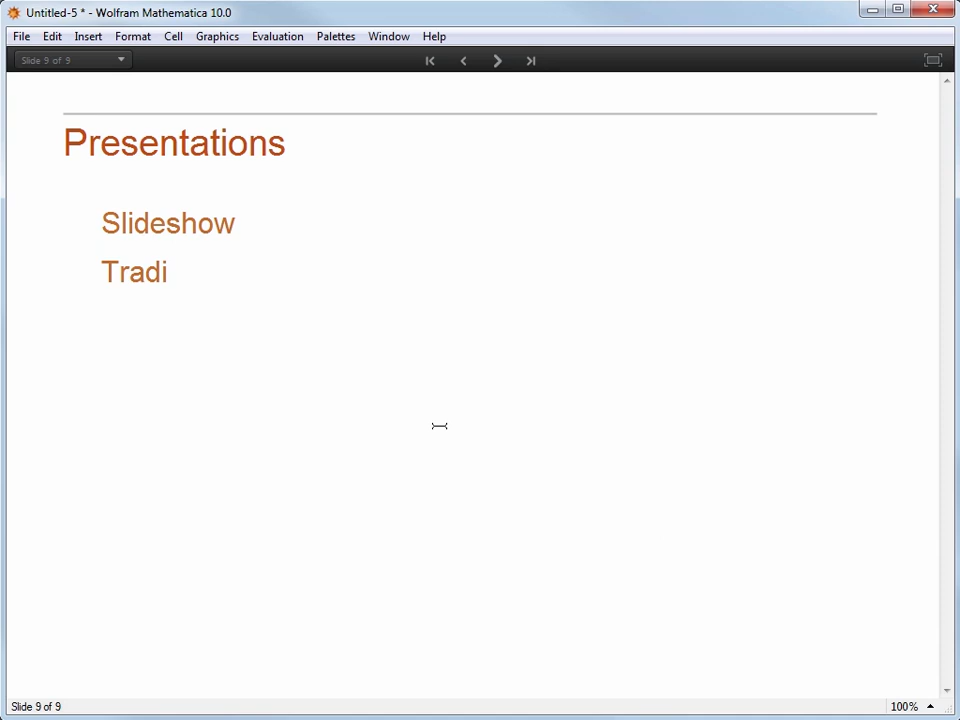 Untitled-5 * - Wolfram Mathematica 10.0
File Edit Insert Format Cell Graphics Evaluation Palettes Window Help
Slide 9 of 9
Presentations
Slideshow
Tradi
Slide 9 of 9 100%